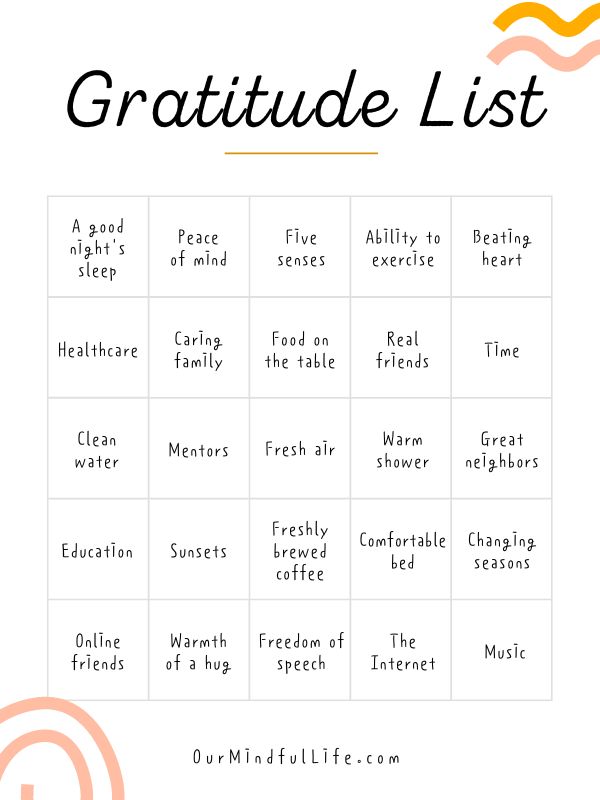 Gratitude List
A good
night's
sleep
Peace
of mind
Five
senses
Ability to
exercise
Beating
heart
Healthcare
Caring
family
Food on
the table
Real
friends
Time
Clean
water
Mentors
Fresh air
Warm
shower
Great
neighbors
Education
Sunsets
Freshly
brewed
coffee
Comfortable
bed
Changing
seasons
Online
friends
Warmth
of a hug
Freedom of
speech
The
Internet
Music
OurMindfulLife.com